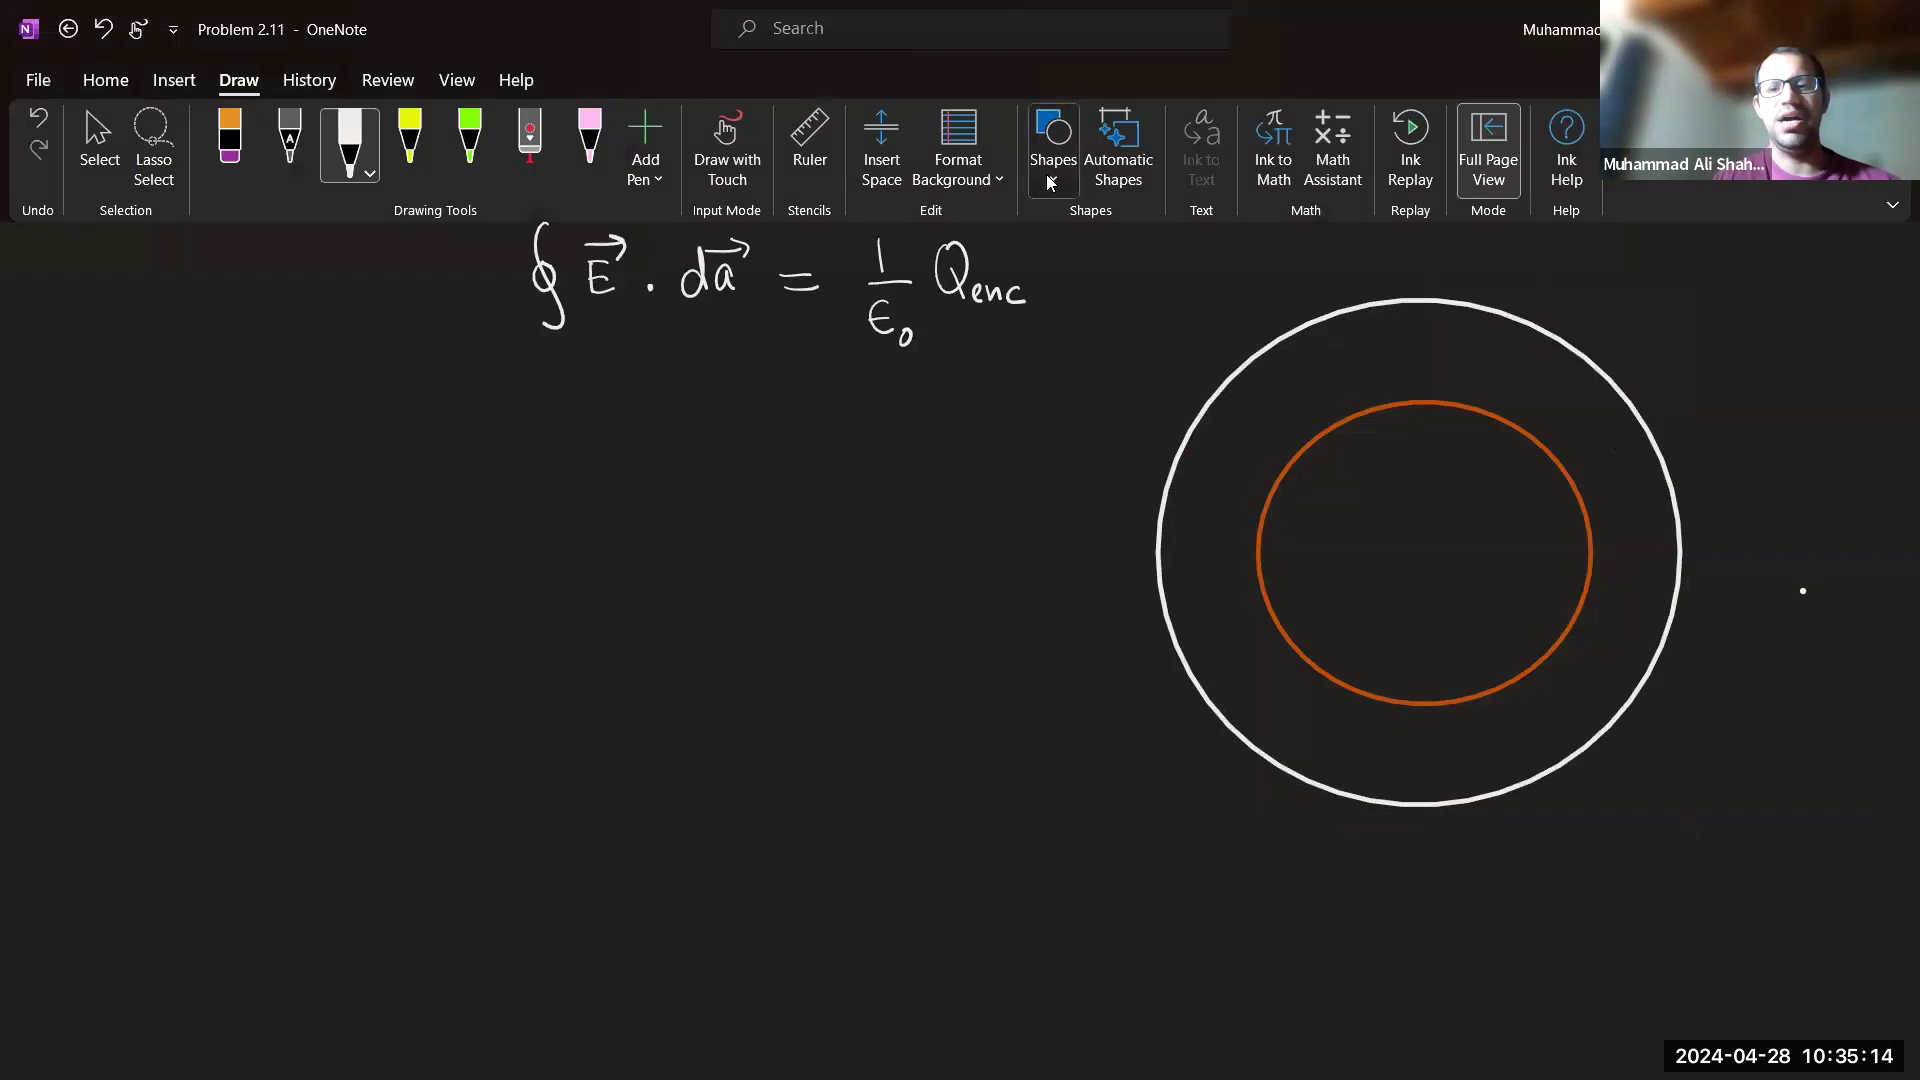 Problem 2.11 - OneNote
Search
Muhammad
File Home Insert Draw History Review View Help
Select
Lasso Select
Add Pen
Draw with Touch
Ruler
Insert Space
Format Background
Shapes
Automatic Shapes
Ink to Text
Ink to Math
Math Assistant
Ink Replay
Full Page View
Ink Help
Muhammad Ali Shah...
Undo
Selection
Drawing Tools
Input Mode
Stencils
Edit
Shapes
Text
Math
Replay
Mode
Help
∮ E⃗ · da⃗ = 1/ϵ₀ Qenc
2024-04-28 10:35:14